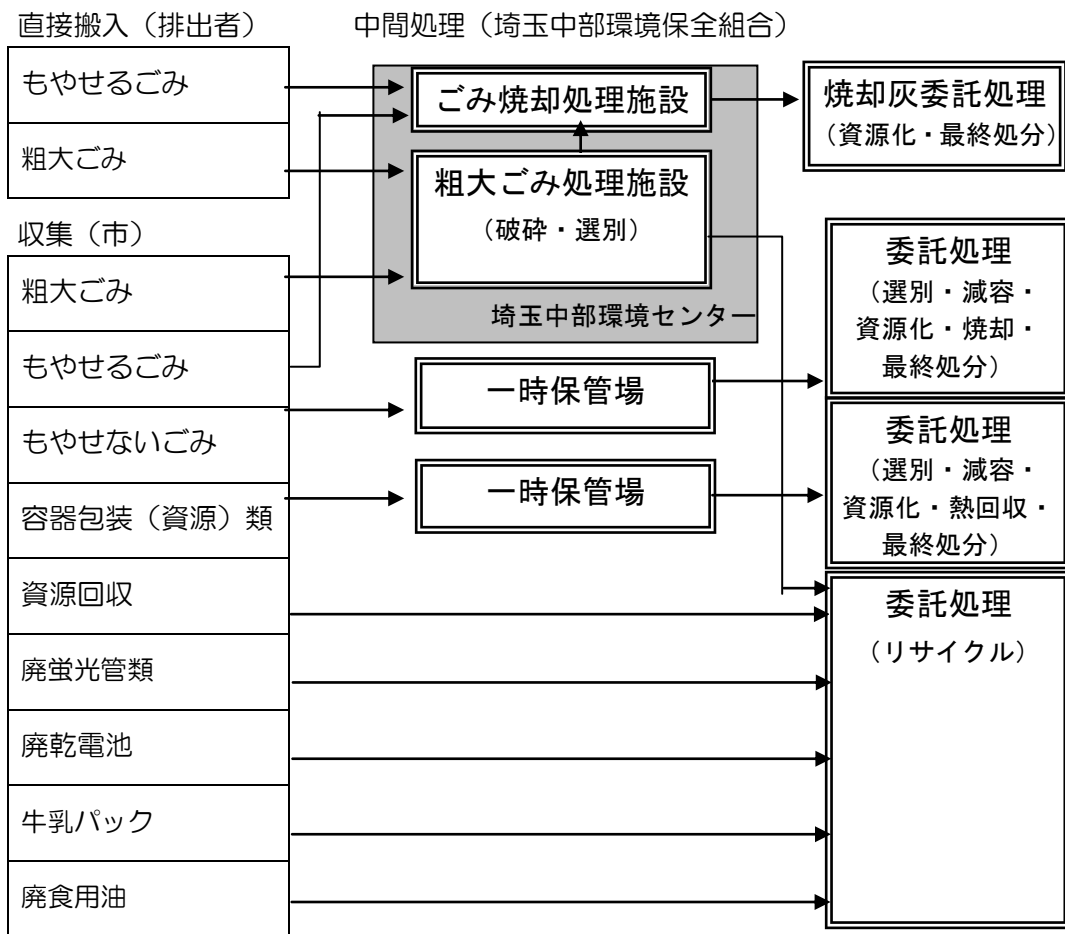 直接搬入（排出者）
もやせるごみ
粗大ごみ
収集（市）
粗大ごみ
もやせるごみ
もやせないごみ
容器包装（資源）類
資源回収
廃蛍光管類
廃乾電池
牛乳パック
廃食用油
中間処理（埼玉中部環境保全組合）
ごみ焼却処理施設
粗大ごみ処理施設
（破砕・選別）
埼玉中部環境センター
一時保管場
一時保管場
焼却灰委託処理
（資源化・最終処分）
委託処理
（選別・減容・
資源化・焼却・
最終処分）
委託処理
（選別・減容・
資源化・熱回収・
最終処分）
委託処理
（リサイクル）